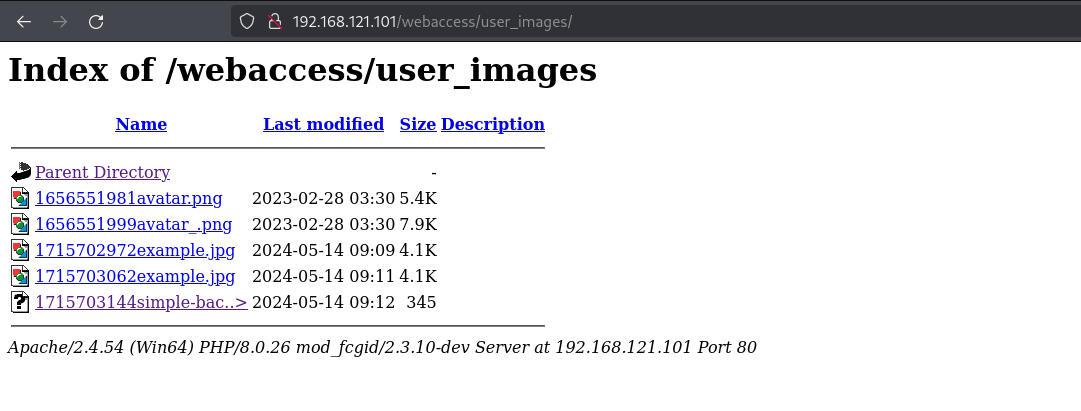 192.168.121.101/webaccess/user_images/
Index of /webaccess/user_images
Name Last modified Size Description
Parent Directory -
1656551981avatar.png 2023-02-28 03:30 5.4K
1656551999avatar_.png 2023-02-28 03:30 7.9K
1715702972example.jpg 2024-05-14 09:09 4.1K
1715703062example.jpg 2024-05-14 09:11 4.1K
1715703144simple-bac..> 2024-05-14 09:12 345
Apache/2.4.54 (Win64) PHP/8.0.26 mod_fcgid/2.3.10-dev Server at 192.168.121.101 Port 80